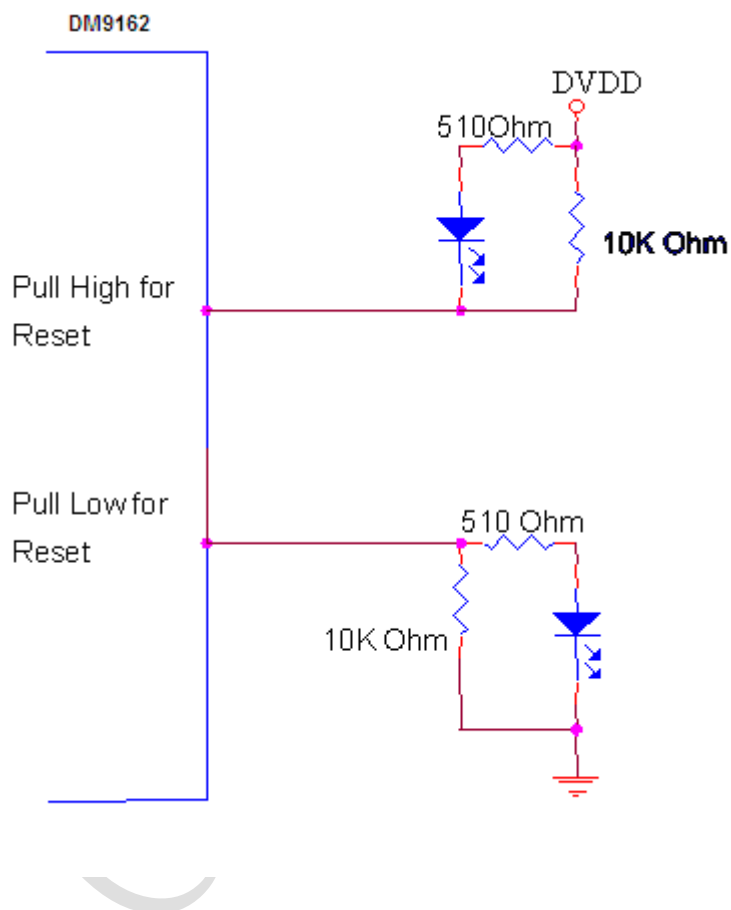 DM9162
DVDD
510Ohm
10K Ohm
Pull High for
Reset
Pull Low for
Reset
510 Ohm
10K Ohm